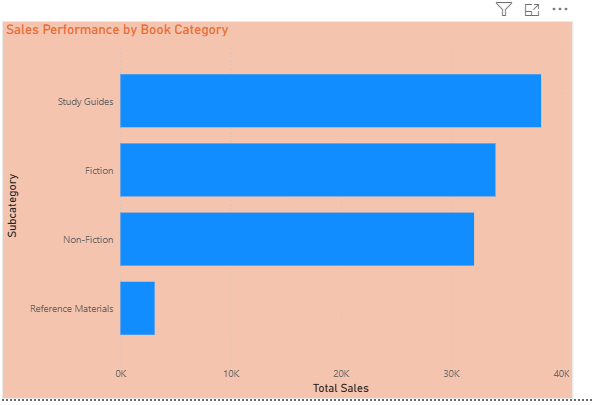 Sales Performance by Book Category
Subcategory
Study Guides
Fiction
Non-Fiction
Reference Materials
0K 10K 20K 30K 40K
Total Sales